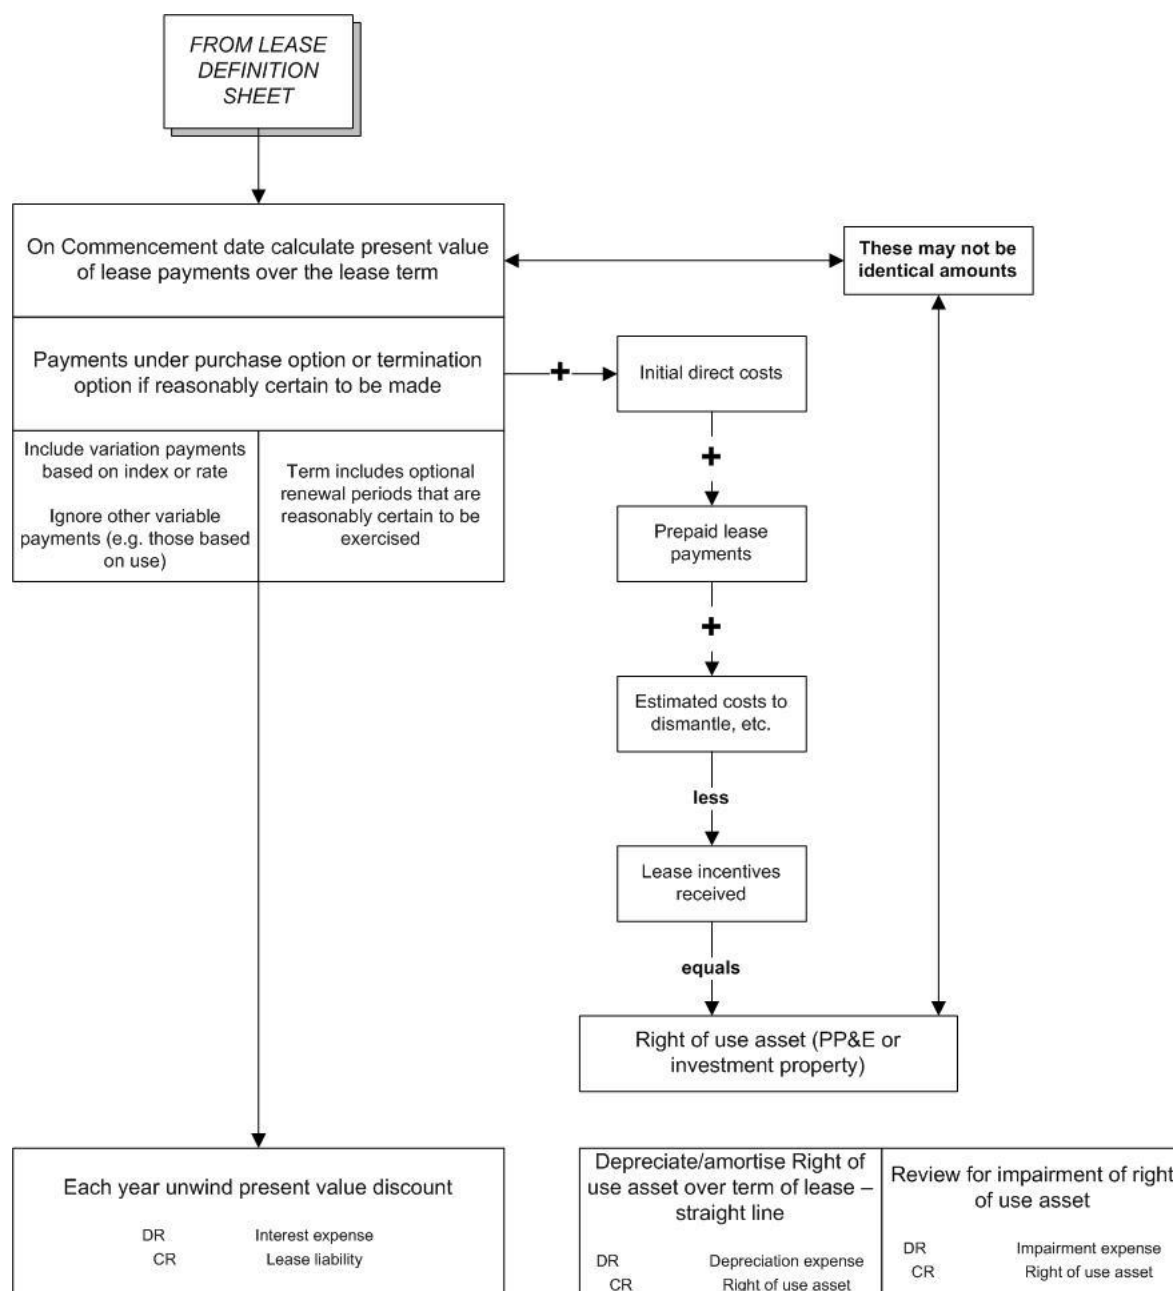 FROM LEASE
DEFINITION
SHEET
On Commencement date calculate present value
of lease payments over the lease term
These may not be
identical amounts
Payments under purchase option or termination
option if reasonably certain to be made
+
Initial direct costs
+
Include variation payments
based on index or rate
Ignore other variable
payments (e.g. those based
on use)
Term includes optional
renewal periods that are
reasonably certain to be
exercised
Prepaid lease
payments
+
Estimated costs to
dismantle, etc.
less
Lease incentives
received
equals
Right of use asset (PP&E or
investment property)
Each year unwind present value discount
DR Interest expense
CR Lease liability
Depreciate/amortise Right of
use asset over term of lease –
straight line
DR Depreciation expense
CR Right of use asset
Review for impairment of right
of use asset
DR Impairment expense
CR Right of use asset